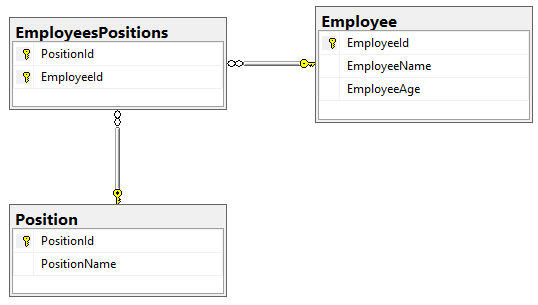 EmployeesPositions
PositionId
EmployeeId
Employee
EmployeeId
EmployeeName
EmployeeAge
Position
PositionId
PositionName